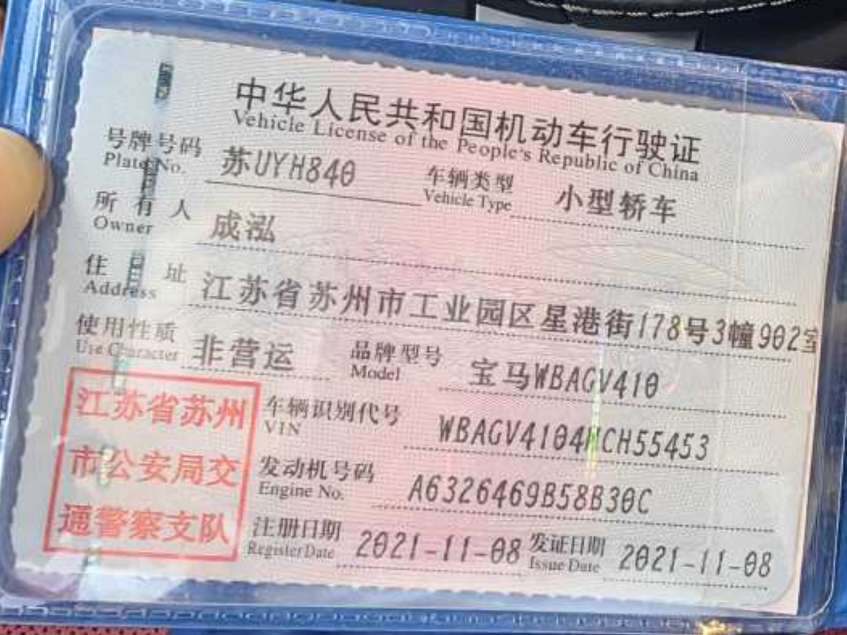 中华人民共和国机动车行驶证
Vehicle License of the People's Republic of China
号牌号码 苏UYH840 车辆类型 小型轿车
Plate No. Vehicle Type
所有人 成泓
Owner
住址 江苏省苏州市工业园区星港街178号3幢902室
Address
使用性质 非营运 品牌型号 宝马WBAGV410
Use Character Model
江苏省苏州 车辆识别代号 WBAGV4104MCH55453
VIN
市公安局交 发动机号码 A6326469B58B30C
Engine No.
通警察支队 注册日期 2021-11-08 发证日期 2021-11-08
Register Date Issue Date